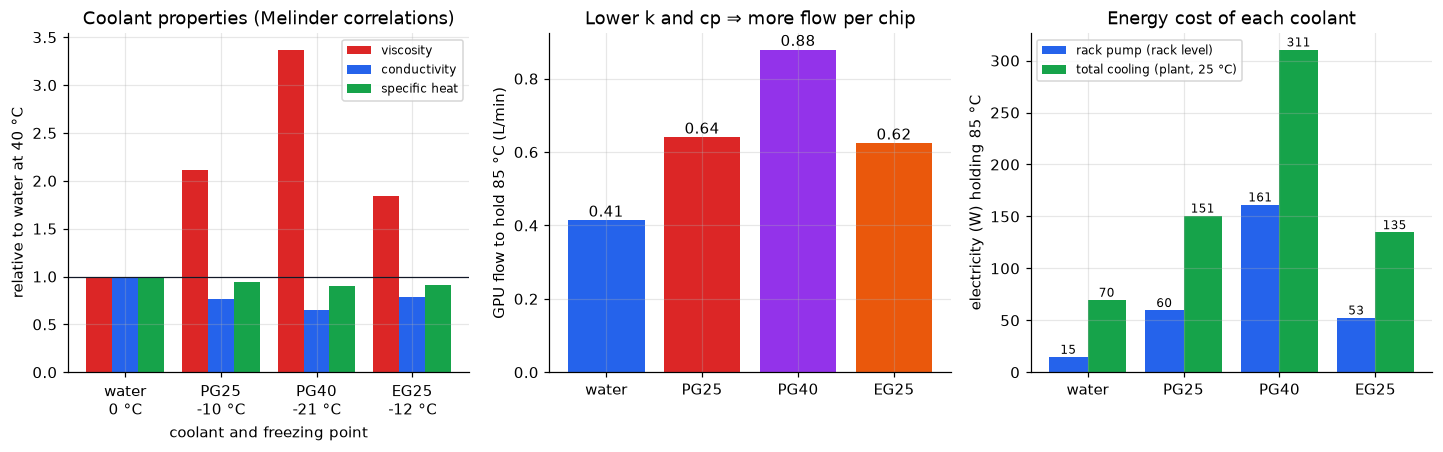 Coolant properties (Melinder correlations)
relative to water at 40 °C
3.5
3.0
2.5
2.0
1.5
1.0
0.5
0.0
viscosity
conductivity
specific heat
water
0 °C
PG25
-10 °C
PG40
-21 °C
EG25
-12 °C
coolant and freezing point
Lower k and cp ⇒ more flow per chip
GPU flow to hold 85 °C (L/min)
0.8
0.6
0.4
0.2
0.0
0.41
0.64
0.88
0.62
water
PG25
PG40
EG25
Energy cost of each coolant
electricity (W) holding 85 °C
300
250
200
150
100
50
0
rack pump (rack level)
total cooling (plant, 25 °C)
15
70
60
151
161
311
53
135
water
PG25
PG40
EG25